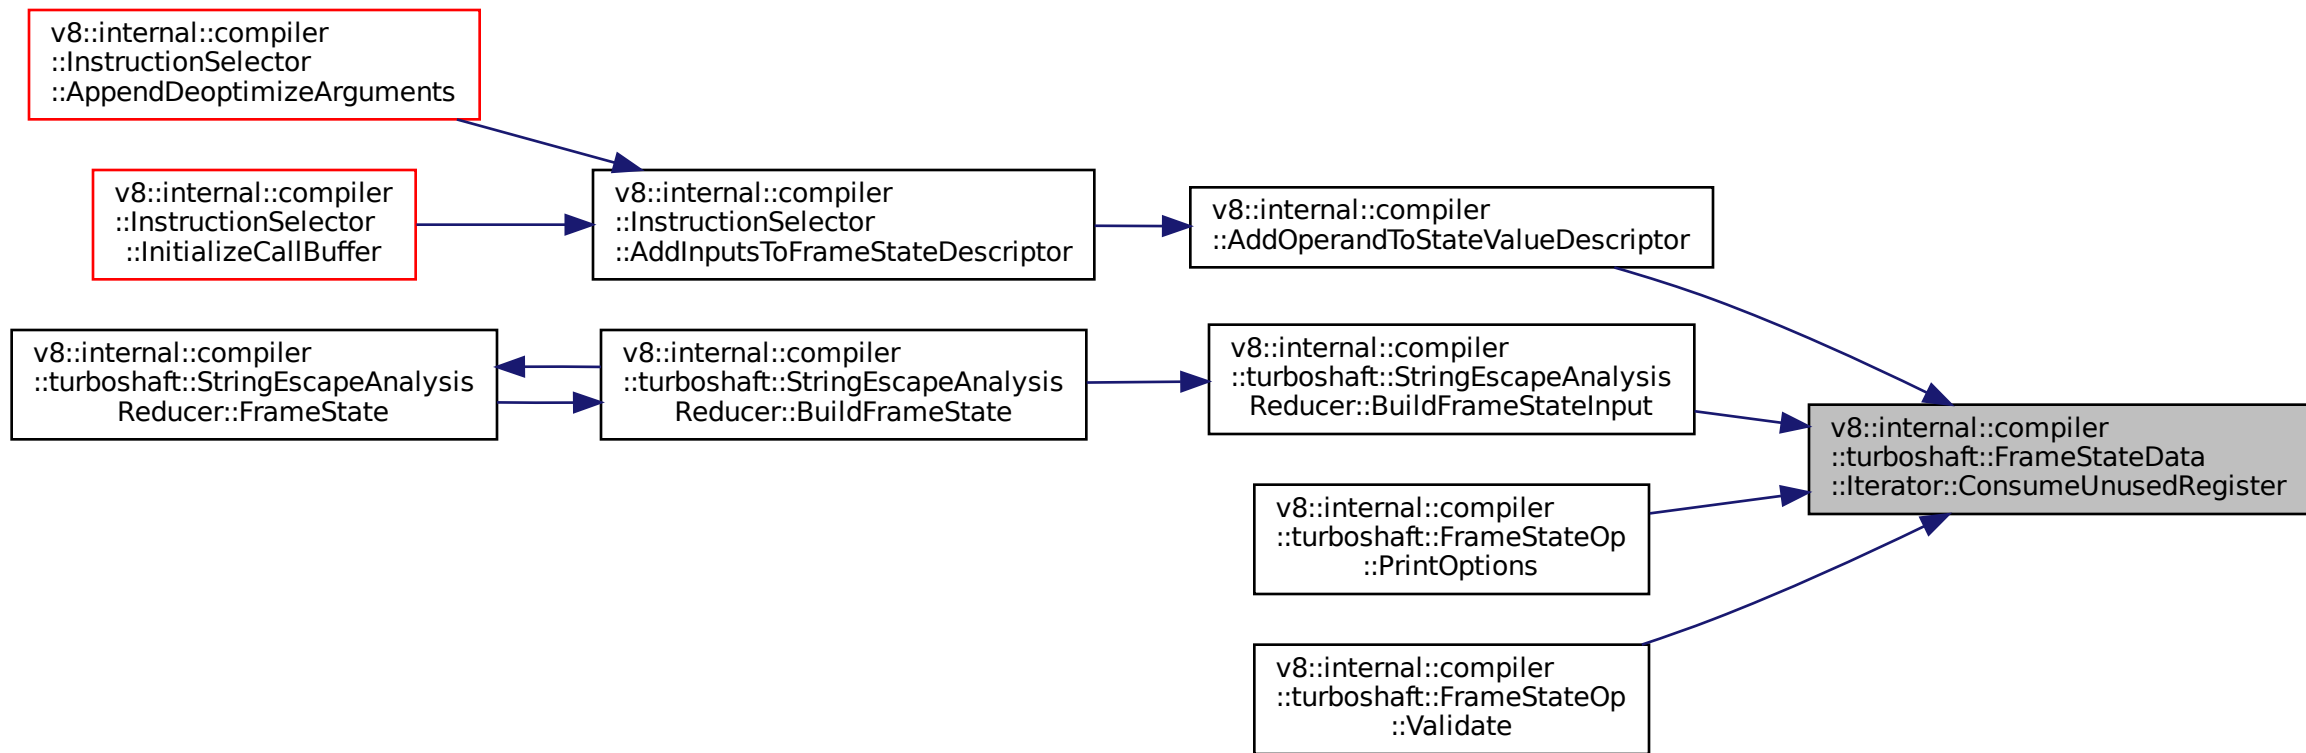 v8::internal::compiler
::InstructionSelector
::AppendDeoptimizeArguments
v8::internal::compiler
::InstructionSelector
::InitializeCallBuffer
v8::internal::compiler
::InstructionSelector
::AddInputsToFrameStateDescriptor
v8::internal::compiler
::AddOperandToStateValueDescriptor
v8::internal::compiler
::turboshaft::StringEscapeAnalysis
Reducer::FrameState
v8::internal::compiler
::turboshaft::StringEscapeAnalysis
Reducer::BuildFrameState
v8::internal::compiler
::turboshaft::StringEscapeAnalysis
Reducer::BuildFrameStateInput
v8::internal::compiler
::turboshaft::FrameStateData
::Iterator::ConsumeUnusedRegister
v8::internal::compiler
::turboshaft::FrameStateOp
::PrintOptions
v8::internal::compiler
::turboshaft::FrameStateOp
::Validate